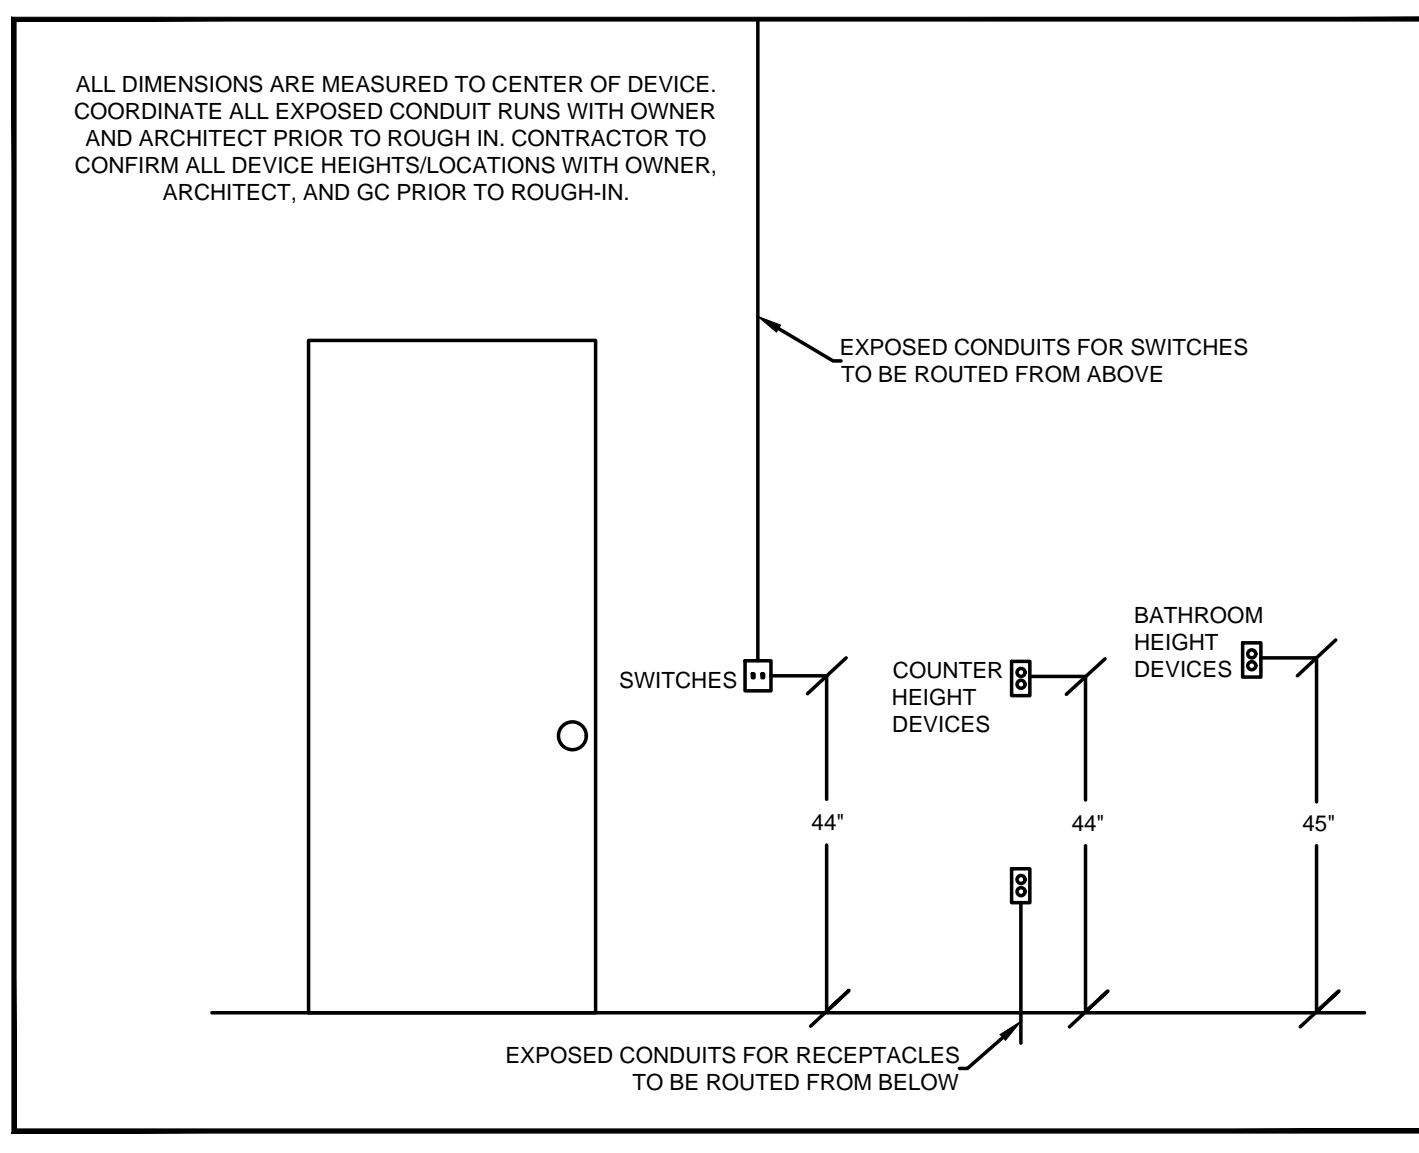 ALL DIMENSIONS ARE MEASURED TO CENTER OF DEVICE.
COORDINATE ALL EXPOSED CONDUIT RUNS WITH OWNER
AND ARCHITECT PRIOR TO ROUGH IN. CONTRACTOR TO
CONFIRM ALL DEVICE HEIGHTS/LOCATIONS WITH OWNER,
ARCHITECT, AND GC PRIOR TO ROUGH-IN.
EXPOSED CONDUITS FOR SWITCHES
TO BE ROUTED FROM ABOVE
SWITCHES
COUNTER
HEIGHT
DEVICES
BATHROOM
HEIGHT
DEVICES
44"
44"
45"
EXPOSED CONDUITS FOR RECEPTACLES
TO BE ROUTED FROM BELOW